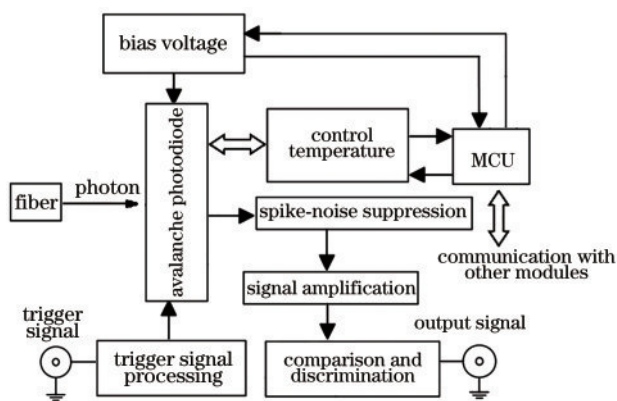 bias voltage
avalanche photodiode
control
temperature
MCU
fiber
photon
spike-noise suppression
communication with
other modules
signal amplification
trigger
signal
trigger signal
processing
comparison and
discrimination
output signal